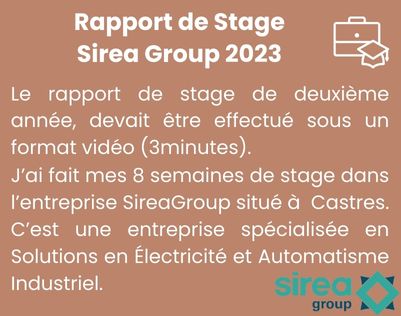 Rapport de Stage
Sirea Group 2023
Le rapport de stage de deuxième
année, devait être effectué sous un
format vidéo (3minutes).
J'ai fait mes 8 semaines de stage dans
l'entreprise SireaGroup situé à Castres.
C'est une entreprise spécialisée en
Solutions en Électricité et Automatisme
Industriel.
sirea
group